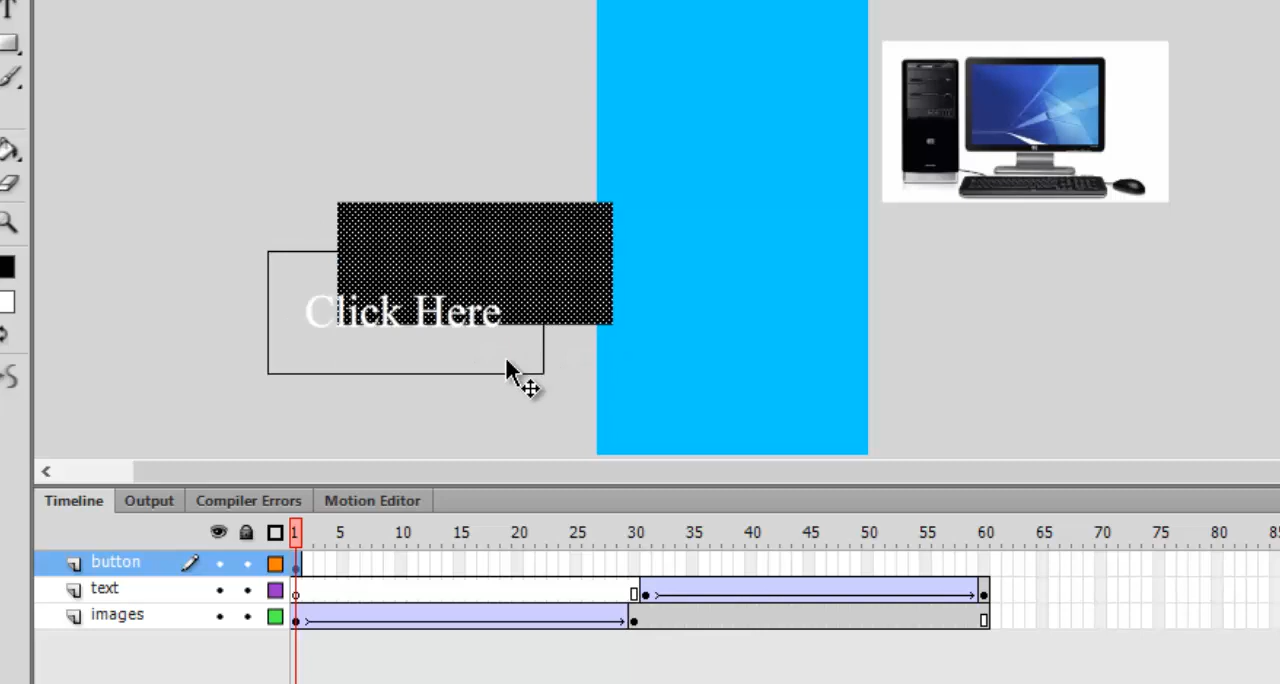 Click Here
Timeline Output Compiler Errors Motion Editor
1 5 10 15 20 25 30 35 40 45 50 55 60 65 70 75 80
button
text
images